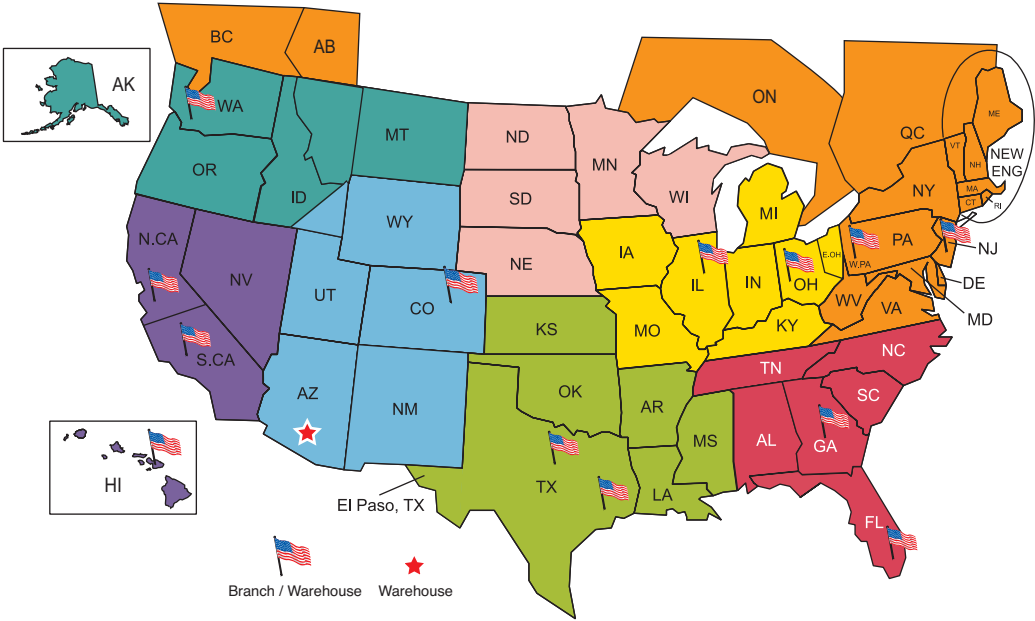 BC
AB
AK
WA
MT
OR
ID
ND
MN
SD
WI
NE
WY
ON
QC
ME
VT
NH
NEW
ENG
MA
CT
RI
NY
N.CA
NV
UT
CO
S.CA
AZ
NM
IA
MI
IL
IN
OH
E.OH
W.PA
PA
NJ
DE
MD
WV
VA
MO
KY
KS
OK
AR
TX
MS
LA
El Paso, TX
TN
NC
SC
AL
GA
FL
HI
Branch / Warehouse
Warehouse